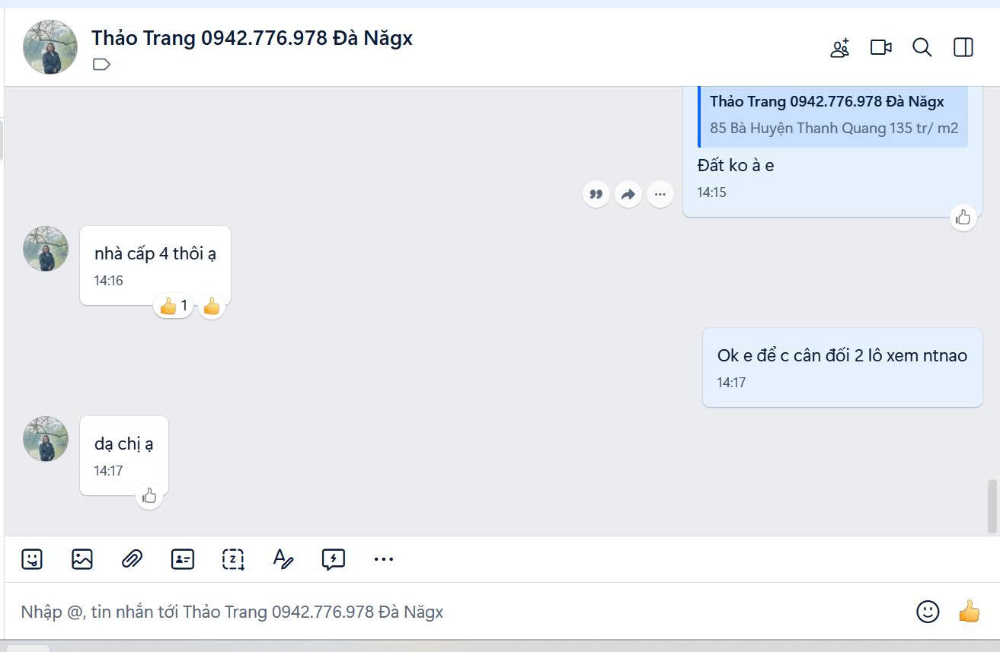 Thảo Trang 0942.776.978 Đà Năgx
Thảo Trang 0942.776.978 Đà Năgx
85 Bà Huyện Thanh Quang 135 tr/ m2
Đất ko à e
14:15
nhà cấp 4 thôi ạ
14:16
1
Ok e để c cân đối 2 lô xem ntnao
14:17
dạ chị ạ
14:17
Nhập @, tin nhắn tới Thảo Trang 0942.776.978 Đà Năgx